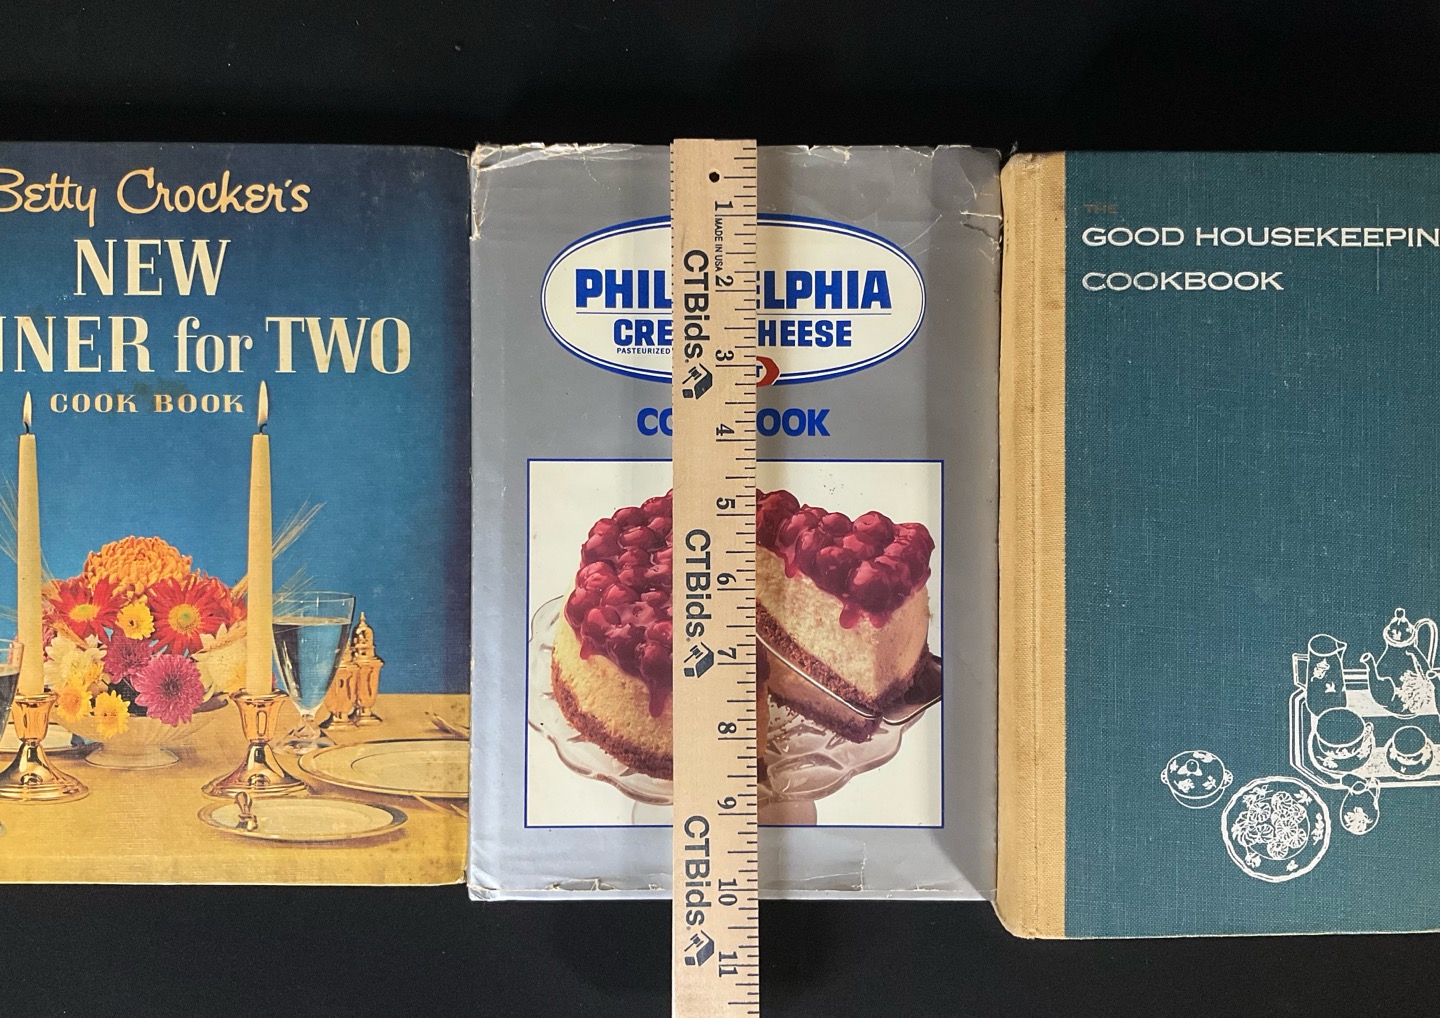 Betty Crocker's
NEW
NNER for TWO
COOK BOOK
PHIL ELPHIA
CRE HEESE
PASTEURIZED
CO OOK
1
MADE IN USA
2
3
4
5
6
7
8
9
10
11
CTBids.
CTBids.
CTBids.
THE
GOOD HOUSEKEEPIN
COOKBOOK